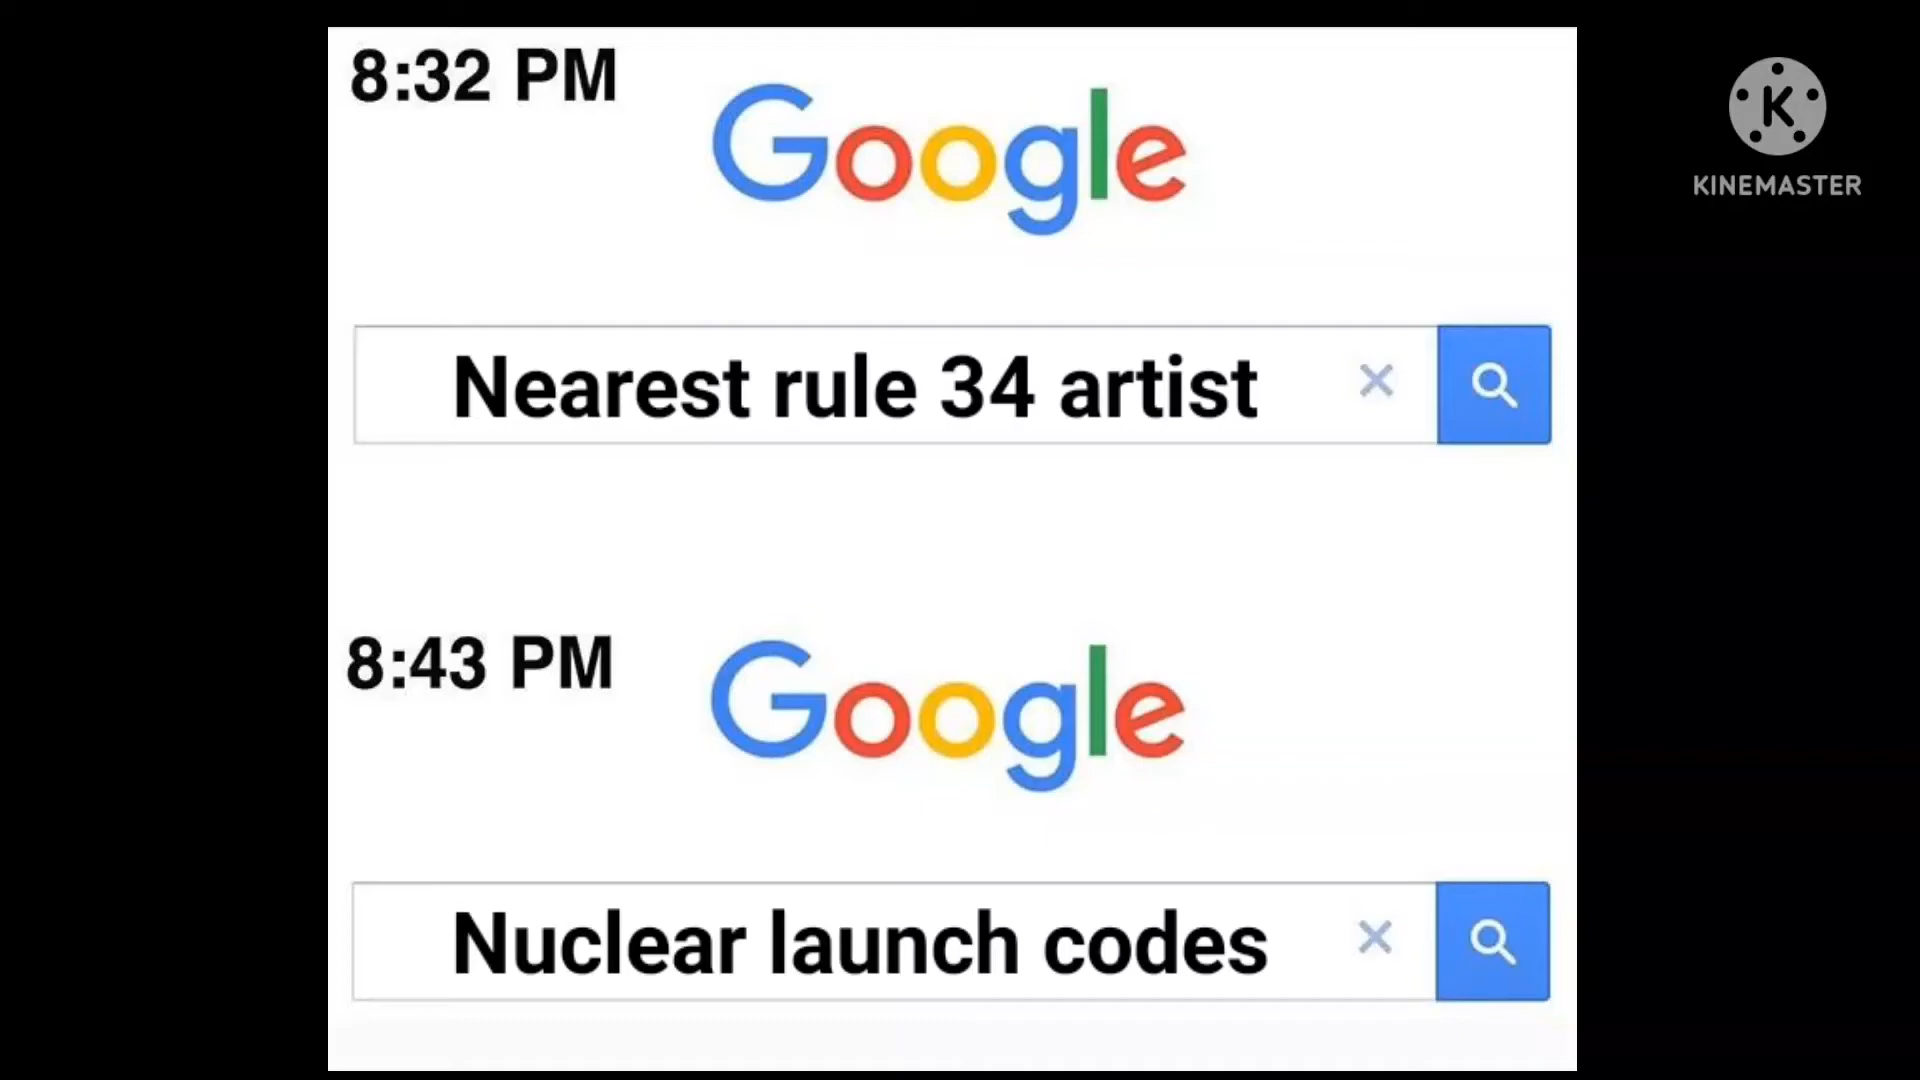 8:32 PM
Google
Nearest rule 34 artist
8:43 PM
Google
Nuclear launch codes
K
KINEMASTER